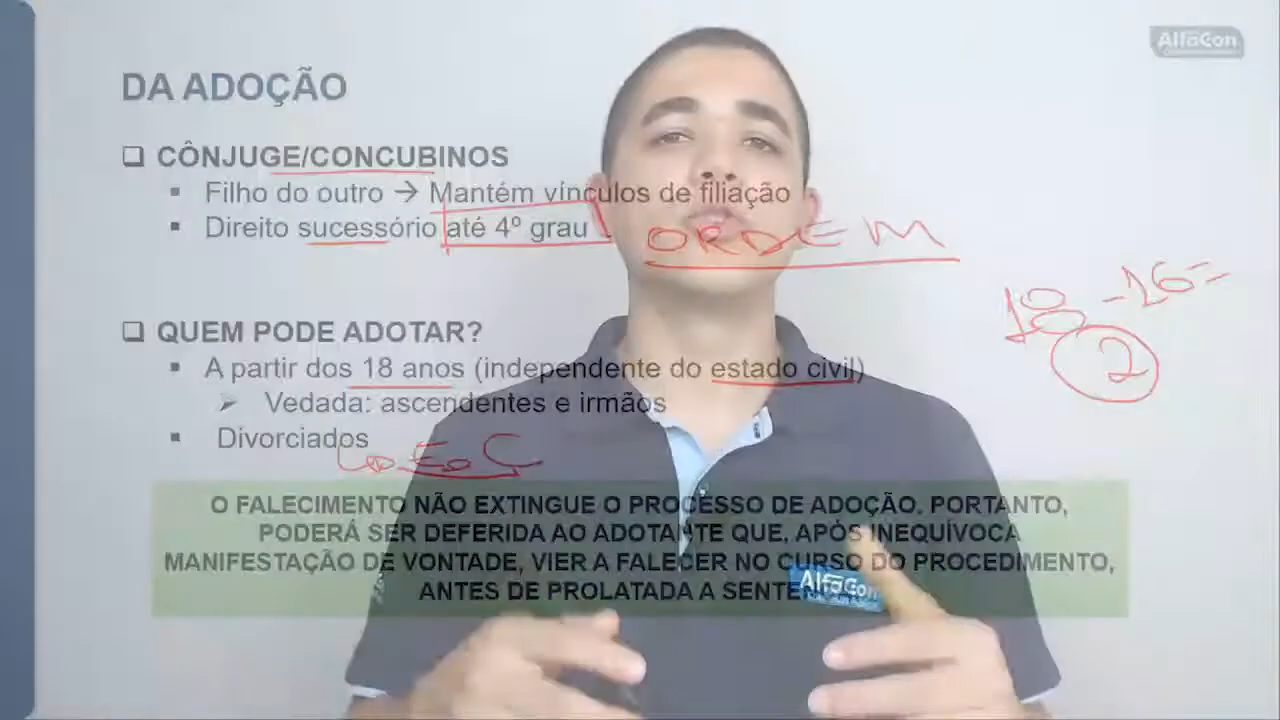 AlfaCon
DA ADOÇÃO
❑ CÔNJUGE/CONCUBINOS
▪ Filho do outro → Mantém vínculos de filiação
▪ Direito sucessório até 4º grau
ORDEM
18 - 16 =
2
❑ QUEM PODE ADOTAR?
▪ A partir dos 18 anos (independente do estado civil)
➤ Vedada: ascendentes e irmãos
▪ Divorciados
O FALECIMENTO NÃO EXTINGUE O PROCESSO DE ADOÇÃO. PORTANTO,
PODERÁ SER DEFERIDA AO ADOTANTE QUE, APÓS INEQUÍVOCA
MANIFESTAÇÃO DE VONTADE, VIER A FALECER NO CURSO DO PROCEDIMENTO,
ANTES DE PROLATADA A
AlfaCon